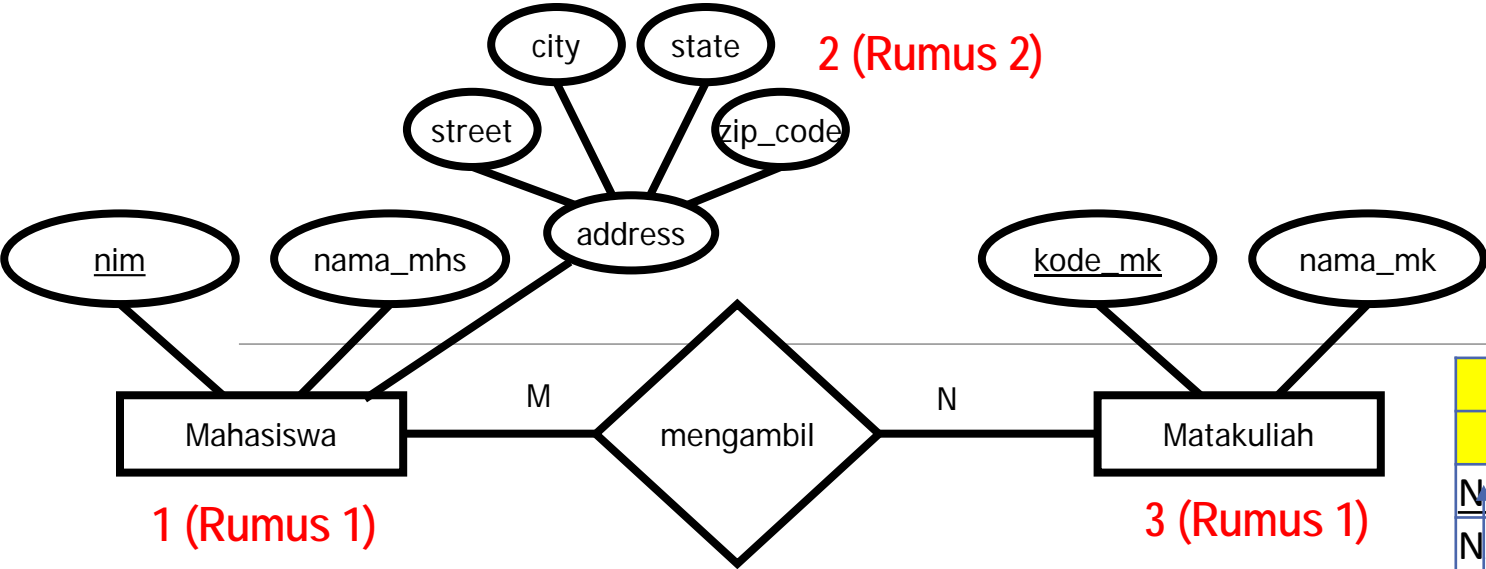 city
state
2 (Rumus 2)
street
zip_code
address
nim
nama_mhs
kode_mk
nama_mk
M
N
Mahasiswa
mengambil
Matakuliah
1 (Rumus 1)
3 (Rumus 1)
N
N